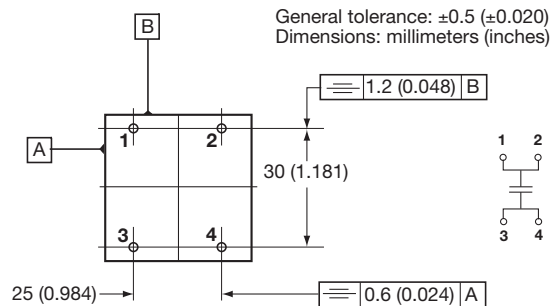 General tolerance: ±0.5 (±0.020)
Dimensions: millimeters (inches)
B
1.2 (0.048) B
1 2
A
30 (1.181)
1 2
3 4
3 4
25 (0.984)
0.6 (0.024) A